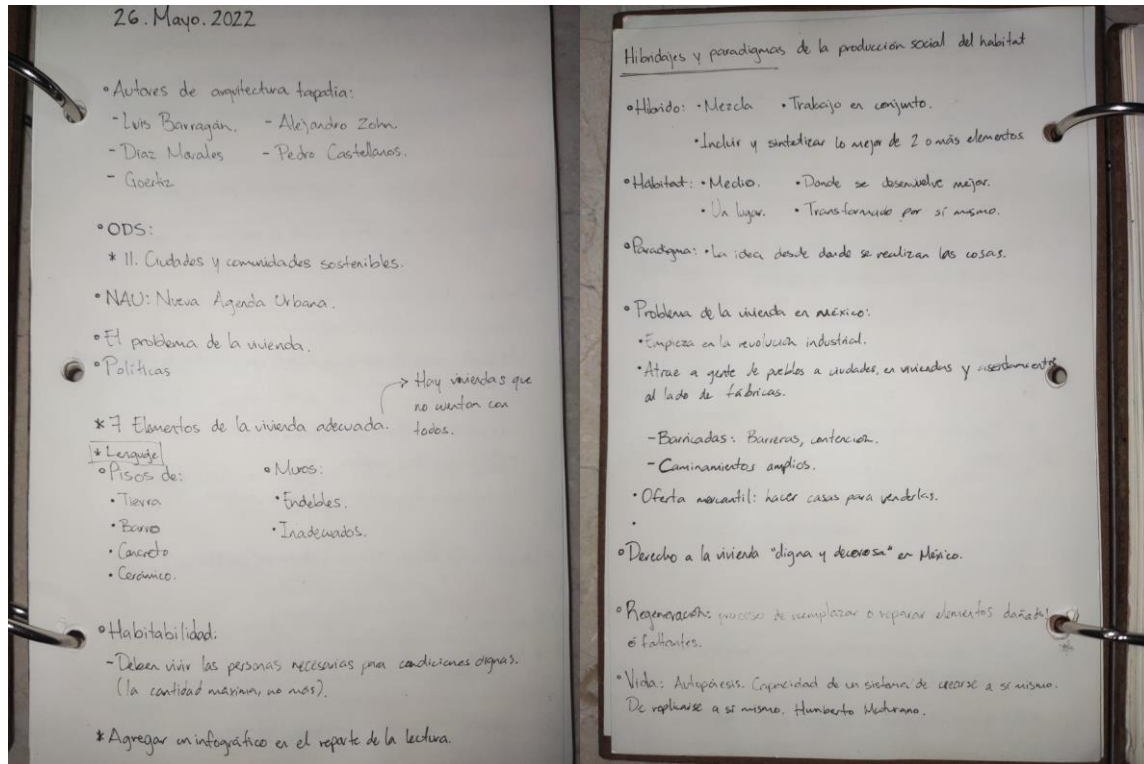 26. Mayo. 2022
• Autores de arquitectura tapatía:
- Luis Barragán. - Alejandro Zohn.
- Díaz Morales - Pedro Castellanos.
- Goertiz
• ODS:
* 11. Ciudades y comunidades sostenibles.
• NAU: Nueva Agenda Urbana.
• El problema de la vivienda.
• Políticas
→ Hay viviendas que
no cuentan con
todos.
* 7 Elementos de la vivienda adecuada.
* Lenguaje
• Pisos de: • Muros:
• Tierra • Endebles.
• Barro • Inadecuados.
• Concreto
• Cerámico.
• Habitabilidad:
- Deben vivir las personas necesarias para condiciones dignas.
(la cantidad máxima, no más).
* Agregar un infográfico en el reporte de la lectura.
Hibridajes y paradigmas de la producción social del habitat
• Híbrido: • Mezcla • Trabajo en conjunto.
• Incluir y sintetizar lo mejor de 2 o más elementos.
• Hábitat: • Medio. • Donde se desenvuelve mejor.
• Un lugar. • Transformado por sí mismo.
• Paradigma: • La idea desde donde se realizan las cosas.
• Problema de la vivienda en México:
• Empieza en la revolución industrial.
• Atrae a gente de pueblos a ciudades, en viviendas y asentamientos
al lado de fábricas.
- Barricadas: Barreras, contención.
- Caminamientos amplios.
• Oferta mercantil: hacer casas para venderlas.
•
• Derecho a la vivienda "digna y decorosa" en México.
• Regeneración: proceso de reemplazar o reparar elementos dañados
o faltantes.
• Vida: Autopoiesis. Capacidad de un sistema de crearse a sí mismo.
De replicarse a sí mismo. Humberto Maturano.